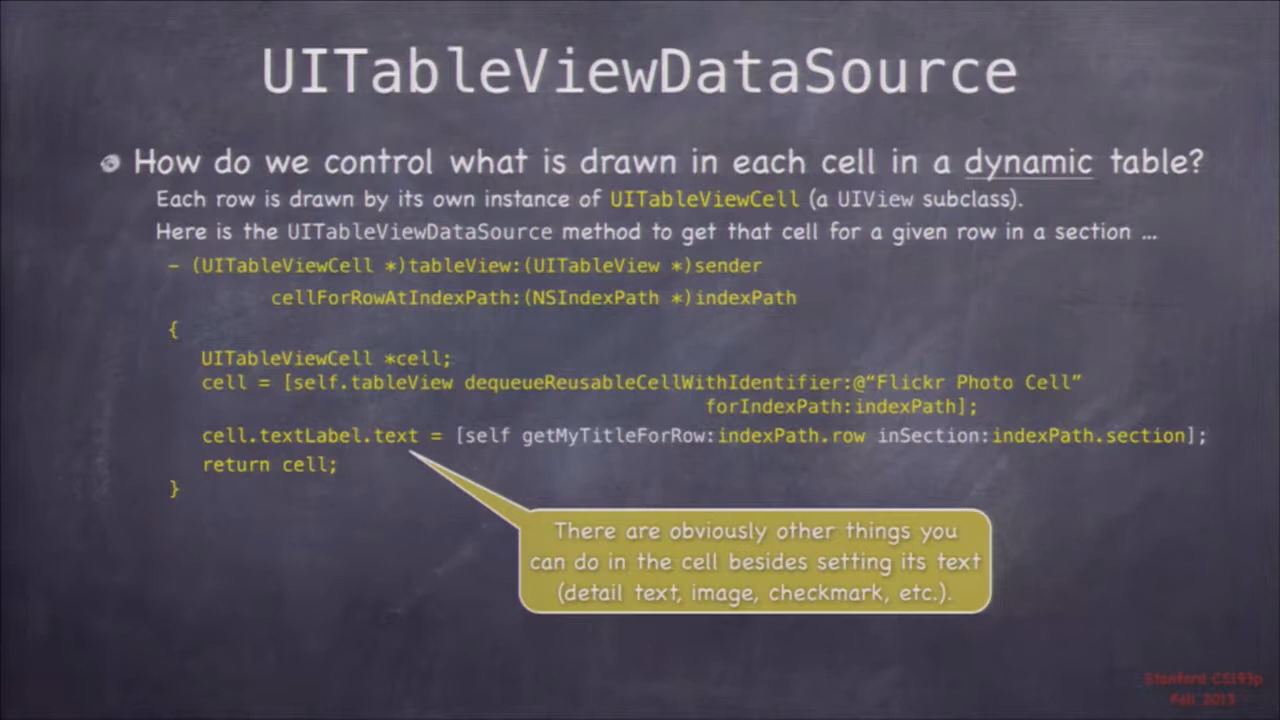 UITableViewDataSource
How do we control what is drawn in each cell in a dynamic table?
Each row is drawn by its own instance of UITableViewCell (a UIView subclass).
Here is the UITableViewDataSource method to get that cell for a given row in a section …
- (UITableViewCell *)tableView:(UITableView *)sender
cellForRowAtIndexPath:(NSIndexPath *)indexPath
{
UITableViewCell *cell;
cell = [self.tableView dequeueReusableCellWithIdentifier:@“Flickr Photo Cell”
forIndexPath:indexPath];
cell.textLabel.text = [self getMyTitleForRow:indexPath.row inSection:indexPath.section];
return cell;
}
There are obviously other things you
can do in the cell besides setting its text
(detail text, image, checkmark, etc.).
Stanford CS193p
Fall 2013